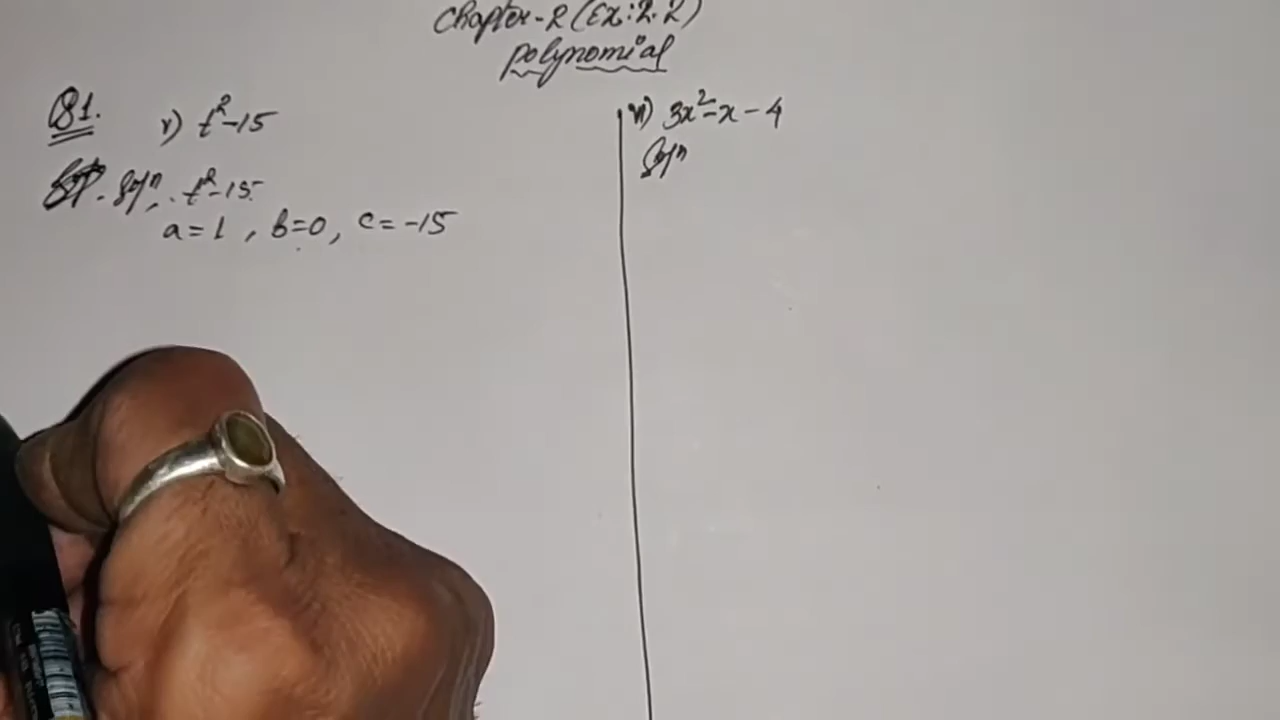 Chapter-2 (Ex: 2.2)
polynomial
Q1. v) t²-15
Solⁿ, t²-15
a=1, b=0, c=-15
vi) 3x²-x-4
Solⁿ